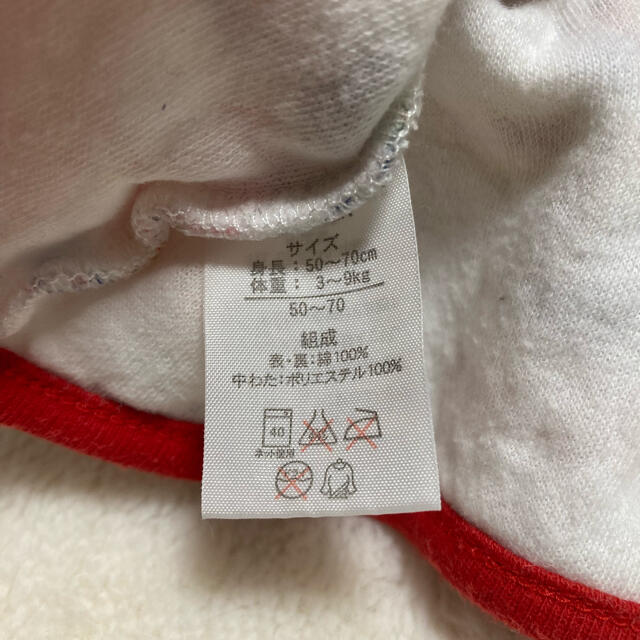 サイズ
身長：50～70cm
体重： 3～9kg
50～70
組成
表・裏：綿100%
中わた：ポリエステル100%
40
ネット使用